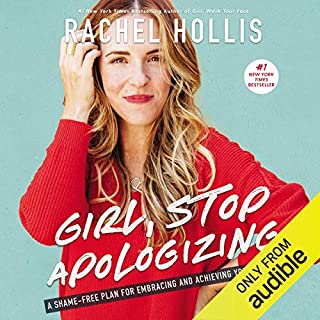 RACHEL HOLLIS
#1 New York Times Bestselling Author of Girl, Wash Your Face
#1
NEW YORK
TIMES
BESTSELLER
GIRL, STOP
APOLOGIZING
A SHAME-FREE PLAN FOR EMBRACING AND ACHIEVING
ONLY FROM
audible